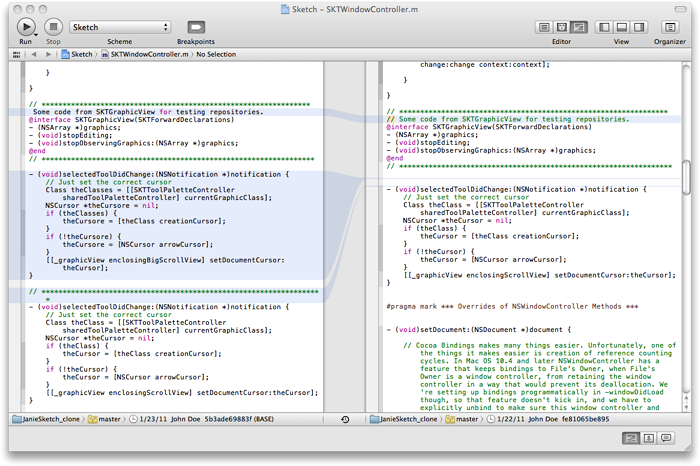 Sketch – SKTWindowController.m
Sketch
Run
Stop
Scheme
Breakpoints
Editor
View
Organizer
Sketch
SKTWindowController.m
No Selection
}
}
// ****************************************************************
Some code from SKTGraphicView for testing repositories.
@interface SKTGraphicView(SKTForwardDeclarations)
- (NSArray *)graphics;
- (void)stopEditing;
- (void)stopObservingGraphics:(NSArray *)graphics;
@end
// *****************************************************************
- (void)selectedToolDidChange:(NSNotification *)notification {
// Just set the correct cursor
Class theClasses = [[SKTToolPaletteController
sharedToolPaletteController] currentGraphicClass];
NSCursor *theCursore = nil;
if (theClasses) {
theCursore = [theClass creationCursor];
}
if (!theCursore) {
theCursore = [NSCursor arrowCursor];
}
[[_graphicView enclosingBigScrollView] setDocumentCursor:
theCursor];
}
// ******************************************************************
*
- (void)selectedToolDidChange:(NSNotification *)notification {
// Just set the correct cursor
Class theClass = [[SKTToolPaletteController
sharedToolPaletteController] currentGraphicClass];
NSCursor *theCursor = nil;
if (theClass) {
theCursor = [theClass creationCursor];
}
if (!theCursor) {
theCursor = [NSCursor arrowCursor];
}
[[_graphicView enclosingScrollView] setDocumentCursor:theCursor];
}
JanieSketch_clone
master
1/23/11 John Doe 5b3ade69883f (BASE)
change:change context:context];
}
}
// ****************************************************************
// Some code from SKTGraphicView for testing repositories.
@interface SKTGraphicView(SKTForwardDeclarations)
- (NSArray *)graphics;
- (void)stopEditing;
- (void)stopObservingGraphics:(NSArray *)graphics;
@end
// *****************************************************************
- (void)selectedToolDidChange:(NSNotification *)notification {
// Just set the correct cursor
Class theClass = [[SKTToolPaletteController
sharedToolPaletteController] currentGraphicClass];
NSCursor *theCursor = nil;
if (theClass) {
theCursor = [theClass creationCursor];
}
if (!theCursor) {
theCursor = [NSCursor arrowCursor];
}
[[_graphicView enclosingScrollView] setDocumentCursor:theCursor];
}
#pragma mark *** Overrides of NSWindowController Methods ***
- (void)setDocument:(NSDocument *)document {
// Cocoa Bindings makes many things easier. Unfortunately, one of
the things it makes easier is creation of reference counting
cycles. In Mac OS 10.4 and later NSWindowController has a
feature that keeps bindings to File's Owner, when File's
Owner is a window controller, from retaining the window
controller in a way that would prevent its deallocation. We
're setting up bindings programmatically in -windowDidLoad
though, so that feature doesn't kick in, and we have to
explicitly unbind to make sure this window controller and
JanieSketch_clone
master
1/22/11 John Doe fe81065be895